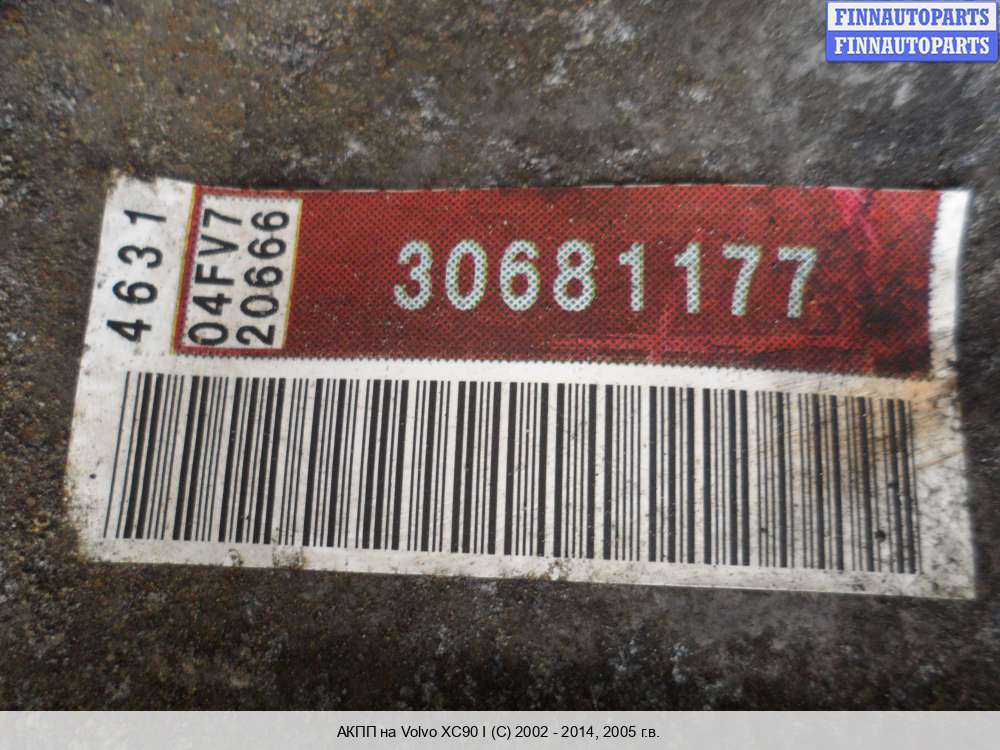 FINNAUTOPARTS
FINNAUTOPARTS
4631
04FV7
20666
30681177
АКПП на Volvo XC90 I (C) 2002 - 2014, 2005 г.в.